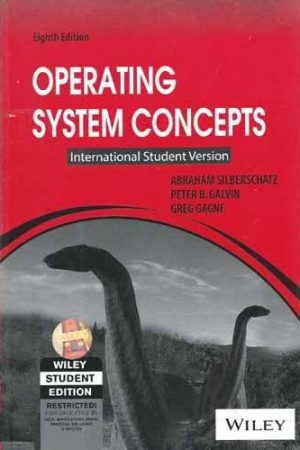 Eighth Edition
OPERATING
SYSTEM CONCEPTS
International Student Version
ABRAHAM SILBERSCHATZ
PETER B. GALVIN
GREG GAGNE
WILEY
STUDENT
EDITION
RESTRICTED!
WILEY